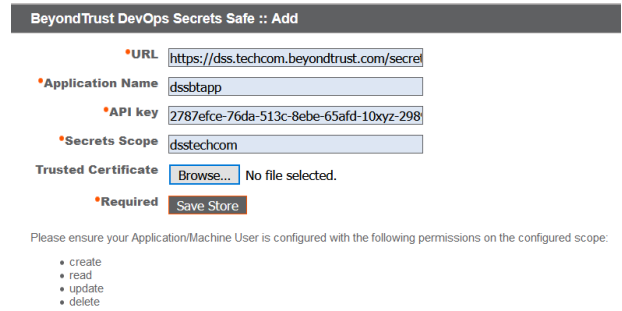 BeyondTrust DevOps Secrets Safe :: Add
•URL https://dss.techcom.beyondtrust.com/secret
•Application Name dssbtapp
•API key 2787efce-76da-513c-8ebe-65afd-10xyz-298
•Secrets Scope dsstechcom
Trusted Certificate Browse... No file selected.
•Required Save Store
Please ensure your Application/Machine User is configured with the following permissions on the configured scope:
• create
• read
• update
• delete